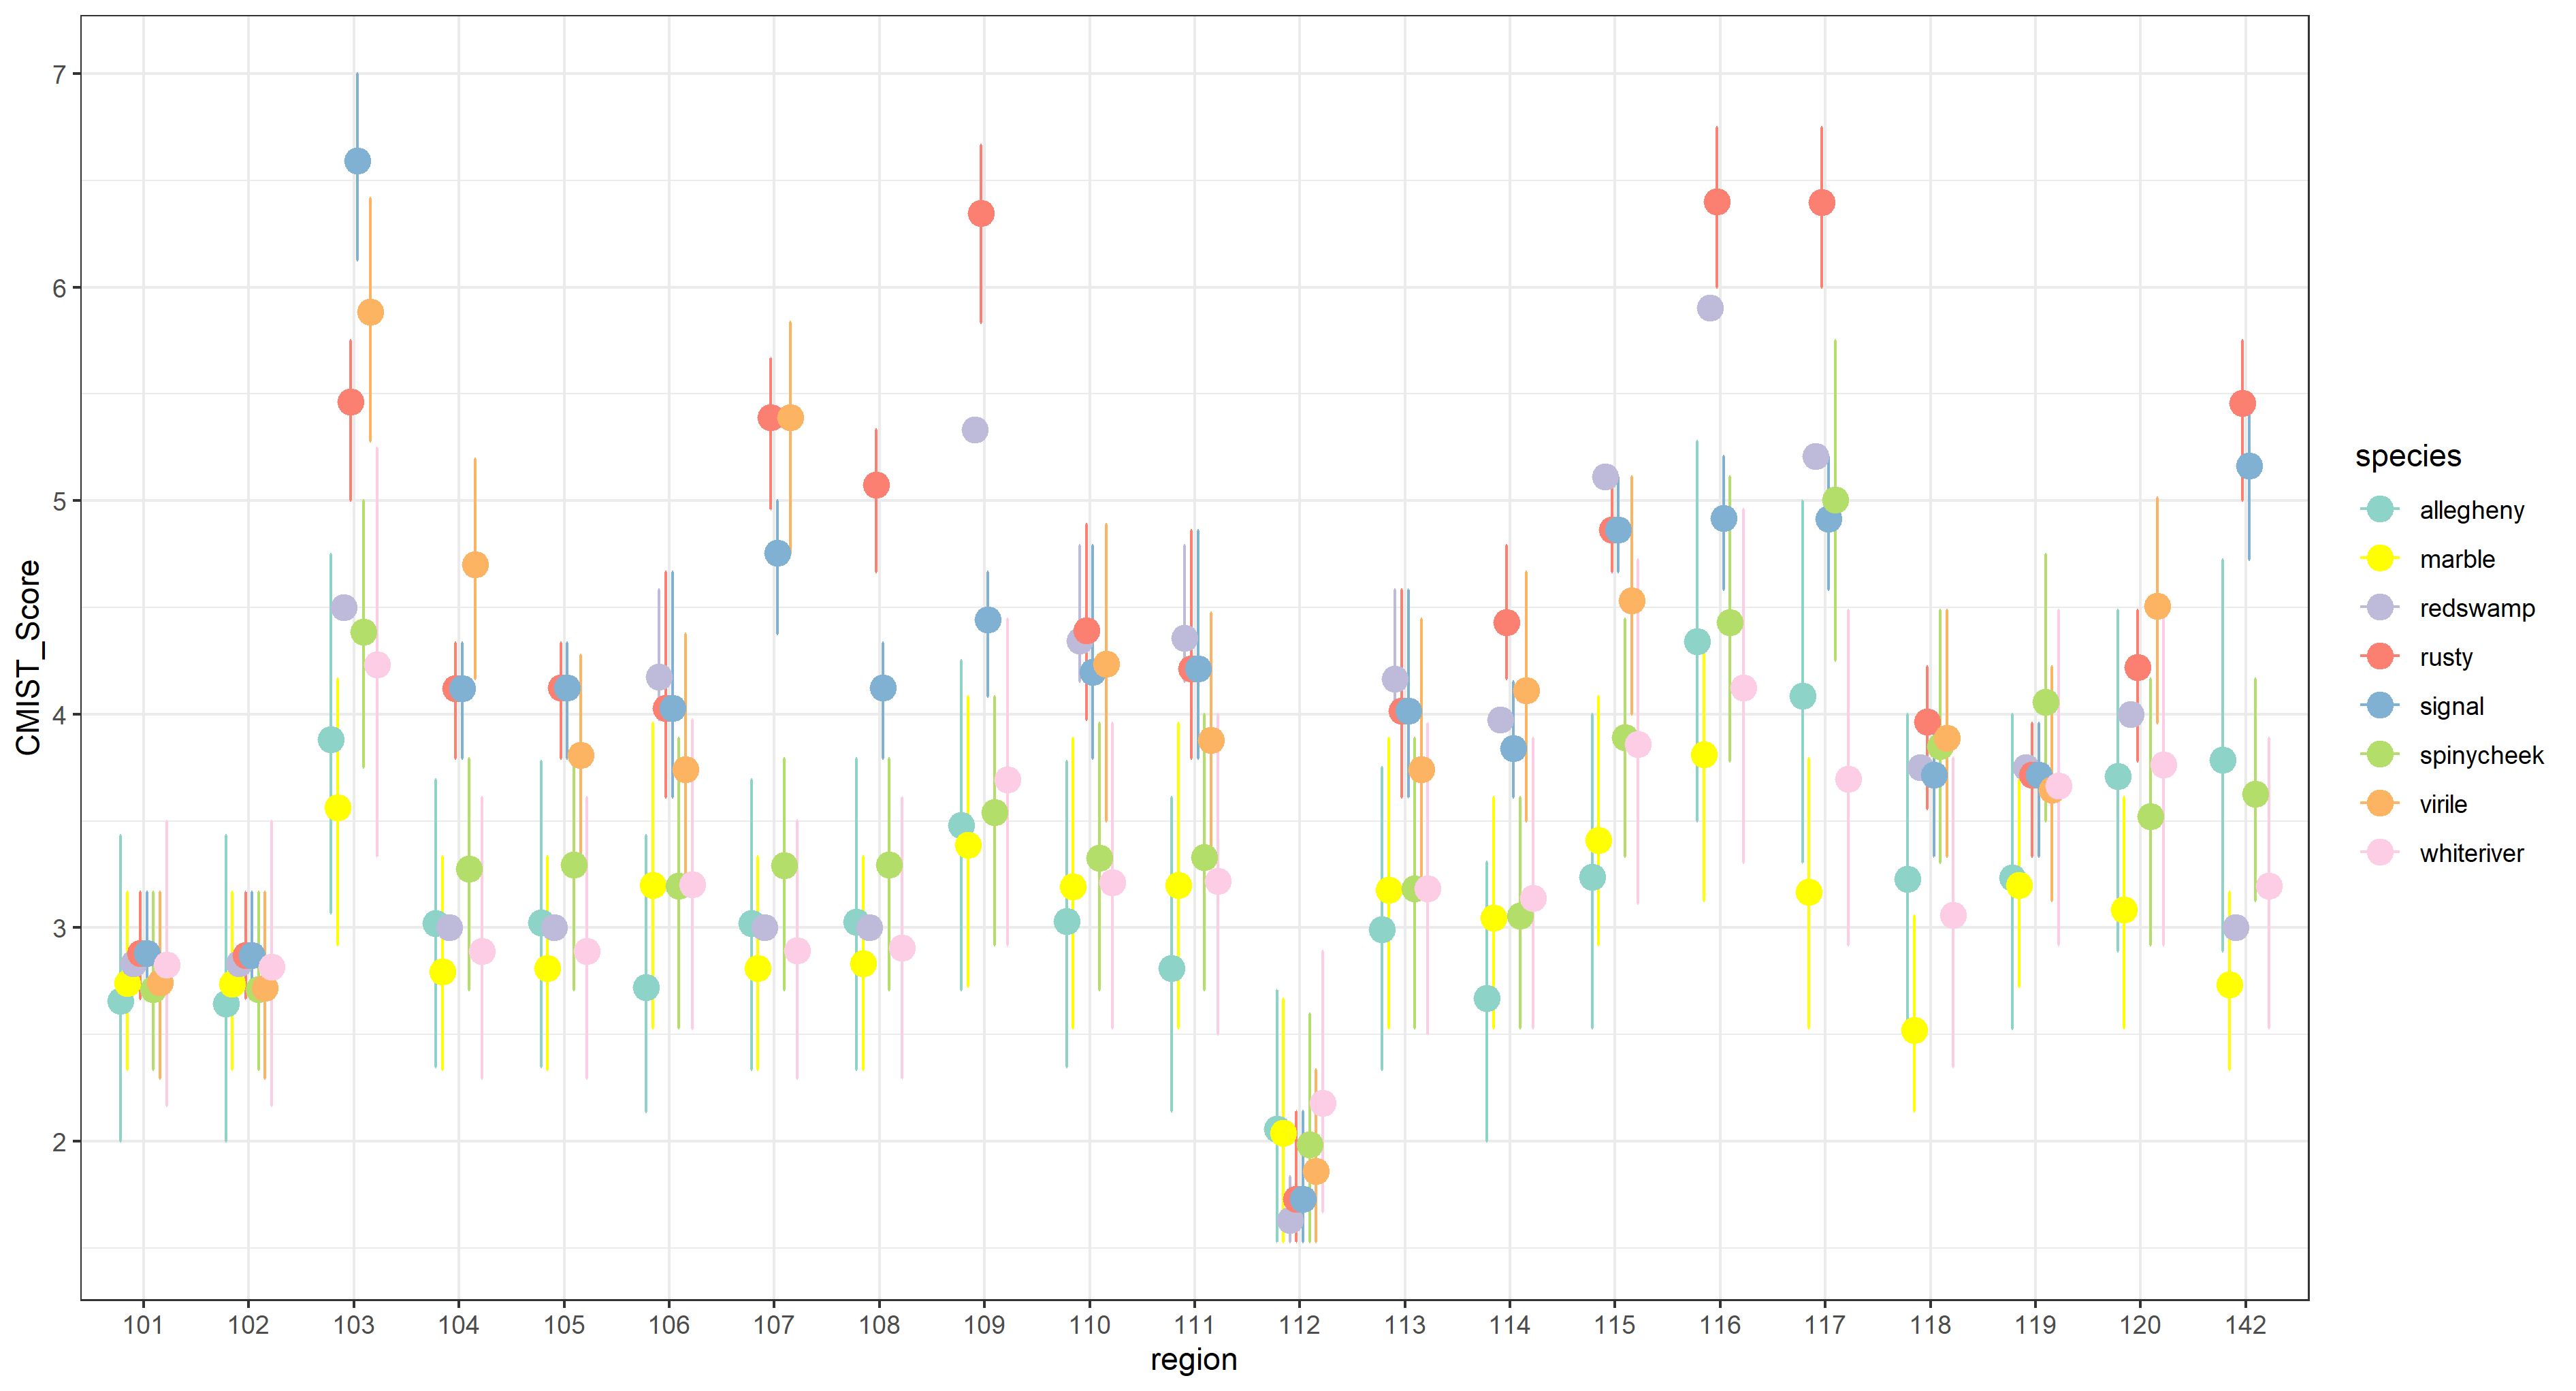 7
6
5
4
3
2
CMIST_Score
101 102 103 104 105 106 107 108 109 110 111 112 113 114 115 116 117 118 119 120 142
region
species
allegheny
marble
redswamp
rusty
signal
spinycheek
virile
whiteriver